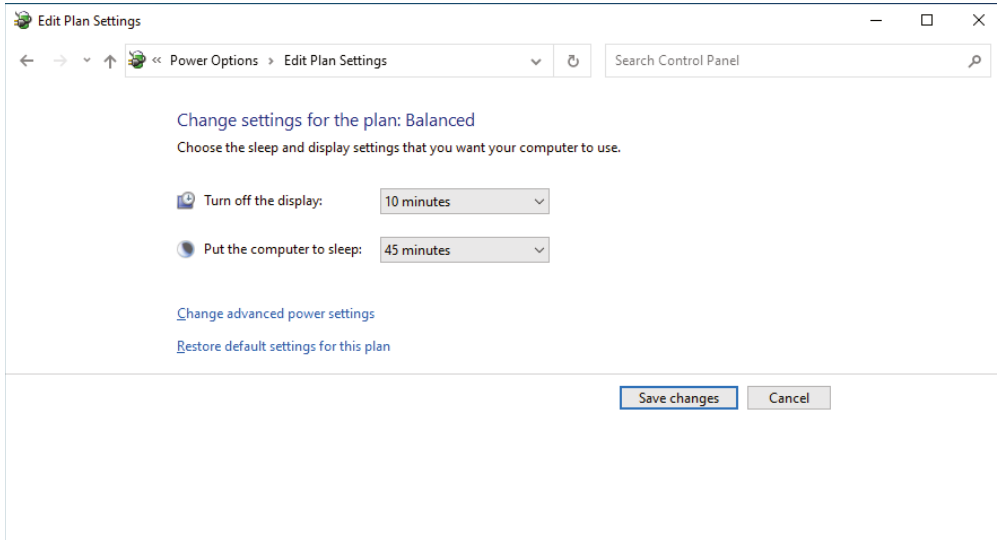 Edit Plan Settings
« Power Options › Edit Plan Settings
Search Control Panel
Change settings for the plan: Balanced
Choose the sleep and display settings that you want your computer to use.
Turn off the display: 10 minutes
Put the computer to sleep: 45 minutes
Change advanced power settings
Restore default settings for this plan
Save changes Cancel